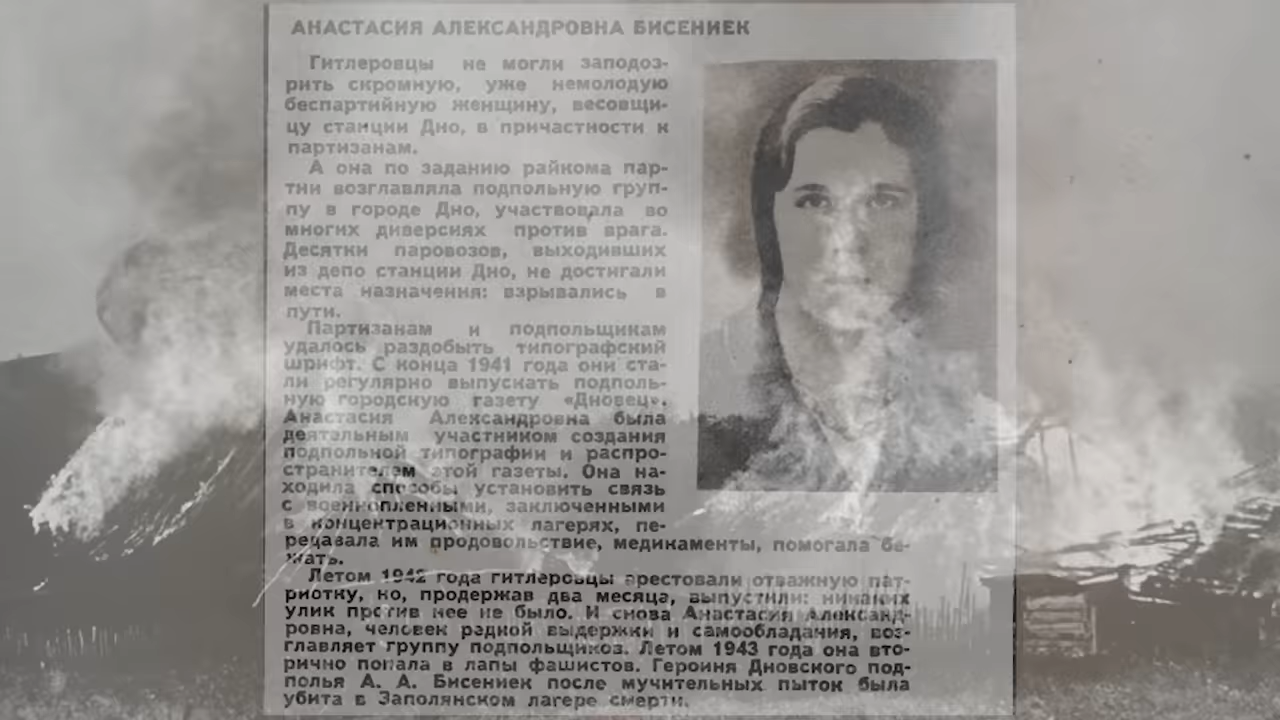 АНАСТАСИЯ АЛЕКСАНДРОВНА БИСЕНИЕК
Гитлеровцы не могли заподоз-
рить скромную, уже немолодую
беспартийную женщину, весовщи-
цу станции Дно, в причастности к
партизанам.
А она по заданию райкома пар-
тии возглавляла подпольную груп-
пу в городе Дно, участвовала во
многих диверсиях против врага.
Десятки паровозов, выходивших
из депо станции Дно, не достигали
места назначения: взрывались в
пути.
Партизанам и подпольщикам
удалось раздобыть типографский
шрифт. С конца 1941 года они ста-
ли регулярно выпускать подполь-
ную городскую газету «Дновец».
Анастасия Александровна была
деятельным участником создания
подпольной типографии и распро-
странителем этой газеты. Она на-
ходила способы установить связь
с военнопленными, заключенными
в концентрационных лагерях, пе-
редавала им продовольствие, медикаменты, помогала бе-
жать.
Летом 1942 года гитлеровцы арестовали отважную пат-
риотку, но, продержав два месяца, выпустили: никаких
улик против нее не было. И снова Анастасия Александ-
ровна, человек редкой выдержки и самообладания, воз-
главляет группу подпольщиков. Летом 1943 года она вто-
рично попала в лапы фашистов. Героиня Дновского под-
полья А. А. Бисениек после мучительных пыток была
убита в Заполянском лагере смерти.